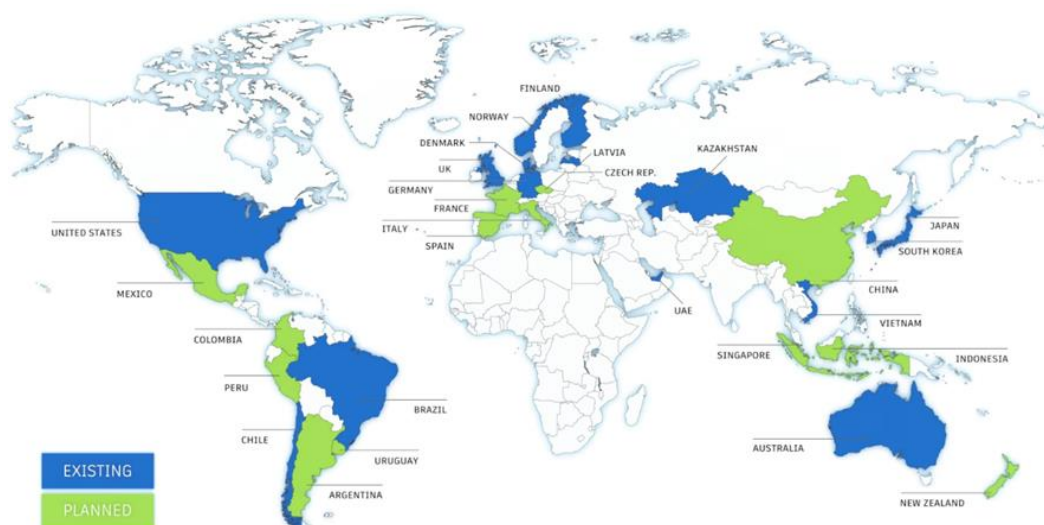 FINLAND
NORWAY
DENMARK
LATVIA
KAZAKHSTAN
UK
CZECH REP.
GERMANY
FRANCE
ITALY
JAPAN
UNITED STATES
SPAIN
SOUTH KOREA
MEXICO
CHINA
UAE
VIETNAM
COLOMBIA
SINGAPORE
INDONESIA
PERU
BRAZIL
CHILE
AUSTRALIA
URUGUAY
EXISTING
ARGENTINA
NEW ZEALAND
PLANNED